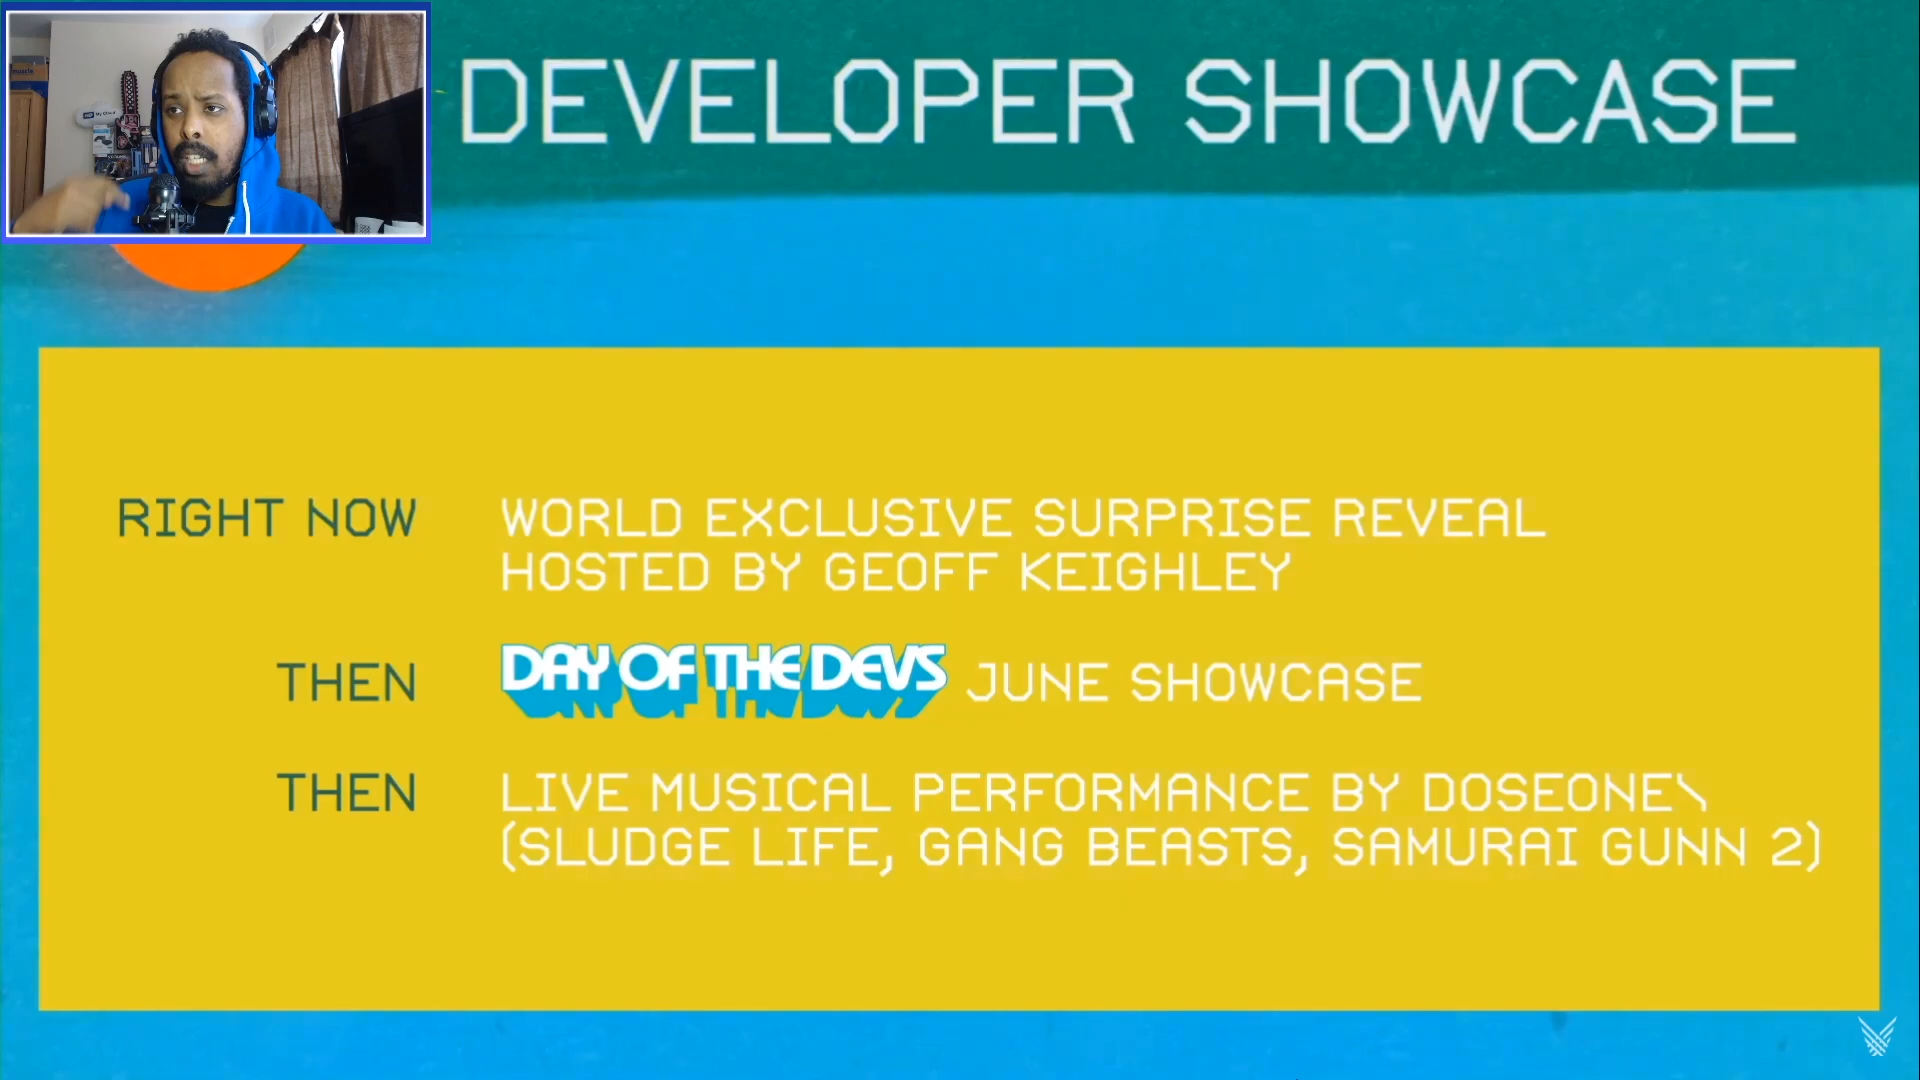 DEVELOPER SHOWCASE
RIGHT NOW
WORLD EXCLUSIVE SURPRISE REVEAL
HOSTED BY GEOFF KEIGHLEY
THEN
DAY OF THE DEVS JUNE SHOWCASE
THEN
LIVE MUSICAL PERFORMANCE BY DOSEONE\
(SLUDGE LIFE, GANG BEASTS, SAMURAI GUNN 2)